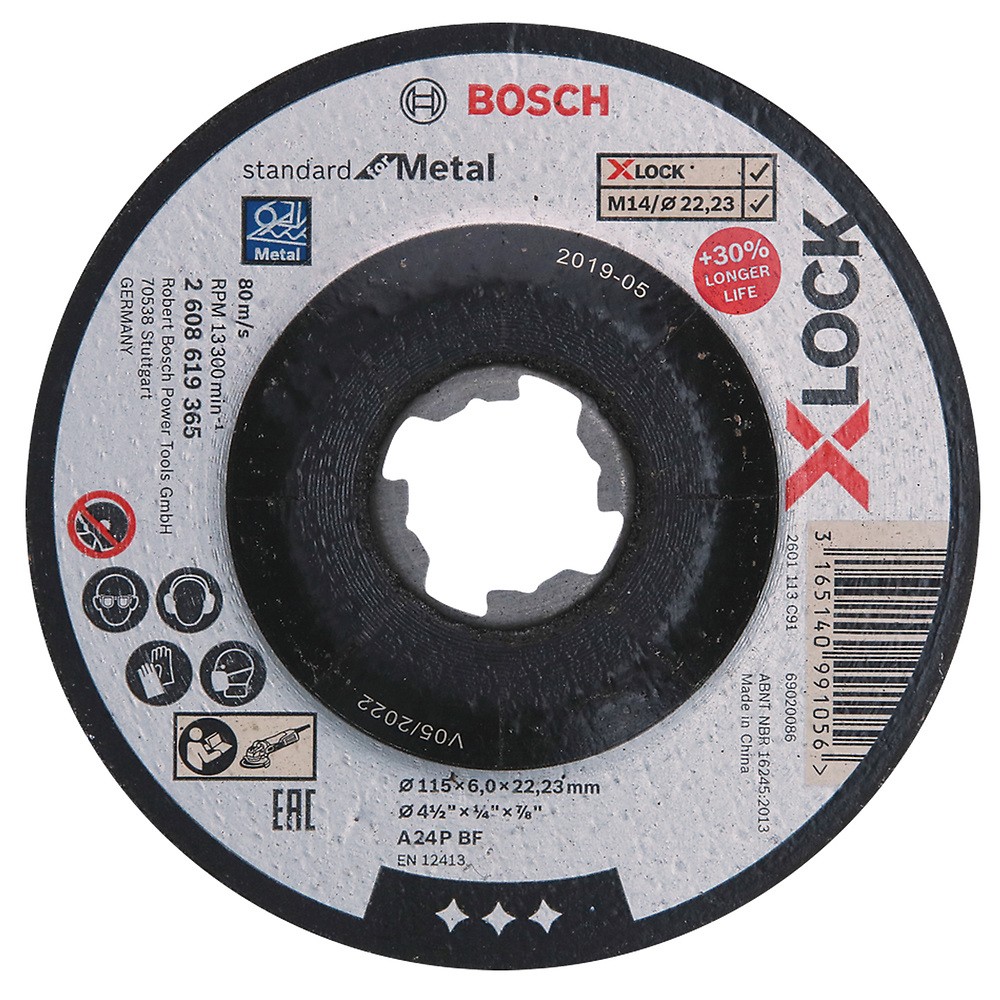 BOSCH
standard for Metal
X LOCK ✓
M14/Ø 22,23 ✓
Metal
+30%
LONGER
LIFE
X LOCK
2019-05
80 m/s
RPM 13300 min⁻¹
2 608 619 365
Robert Bosch Power Tools GmbH
70538 Stuttgart
GERMANY
2601 113 C91
69020086
ABNT NBR 16245:2013
Made in China
3 165140 991056 >
V05/2022
EAC
Ø 115×6,0×22,23 mm
Ø 4½"×¼"×⅞"
A 24 P BF
EN 12413